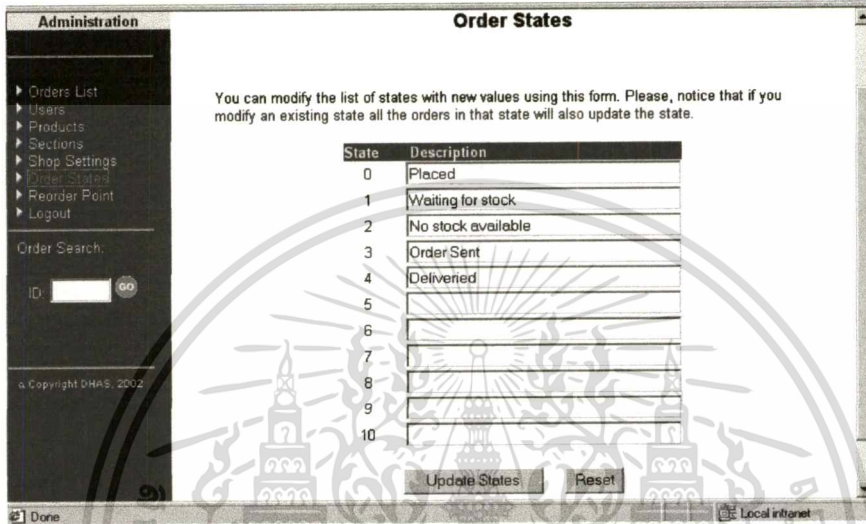 Administration
Orders List
Users
Products
Sections
Shop Settings
Order States
Reorder Point
Logout
Order Search:
ID:
GO
Copyright DHAS, 2002
Order States
You can modify the list of states with new values using this form. Please, notice that if you
modify an existing state all the orders in that state will also update the state.
State Description
0 Placed
1 Waiting for stock
2 No stock available
3 Order Sent
4 Deliveried
5
6
7
8
9
10
Update States Reset
Done Local intranet